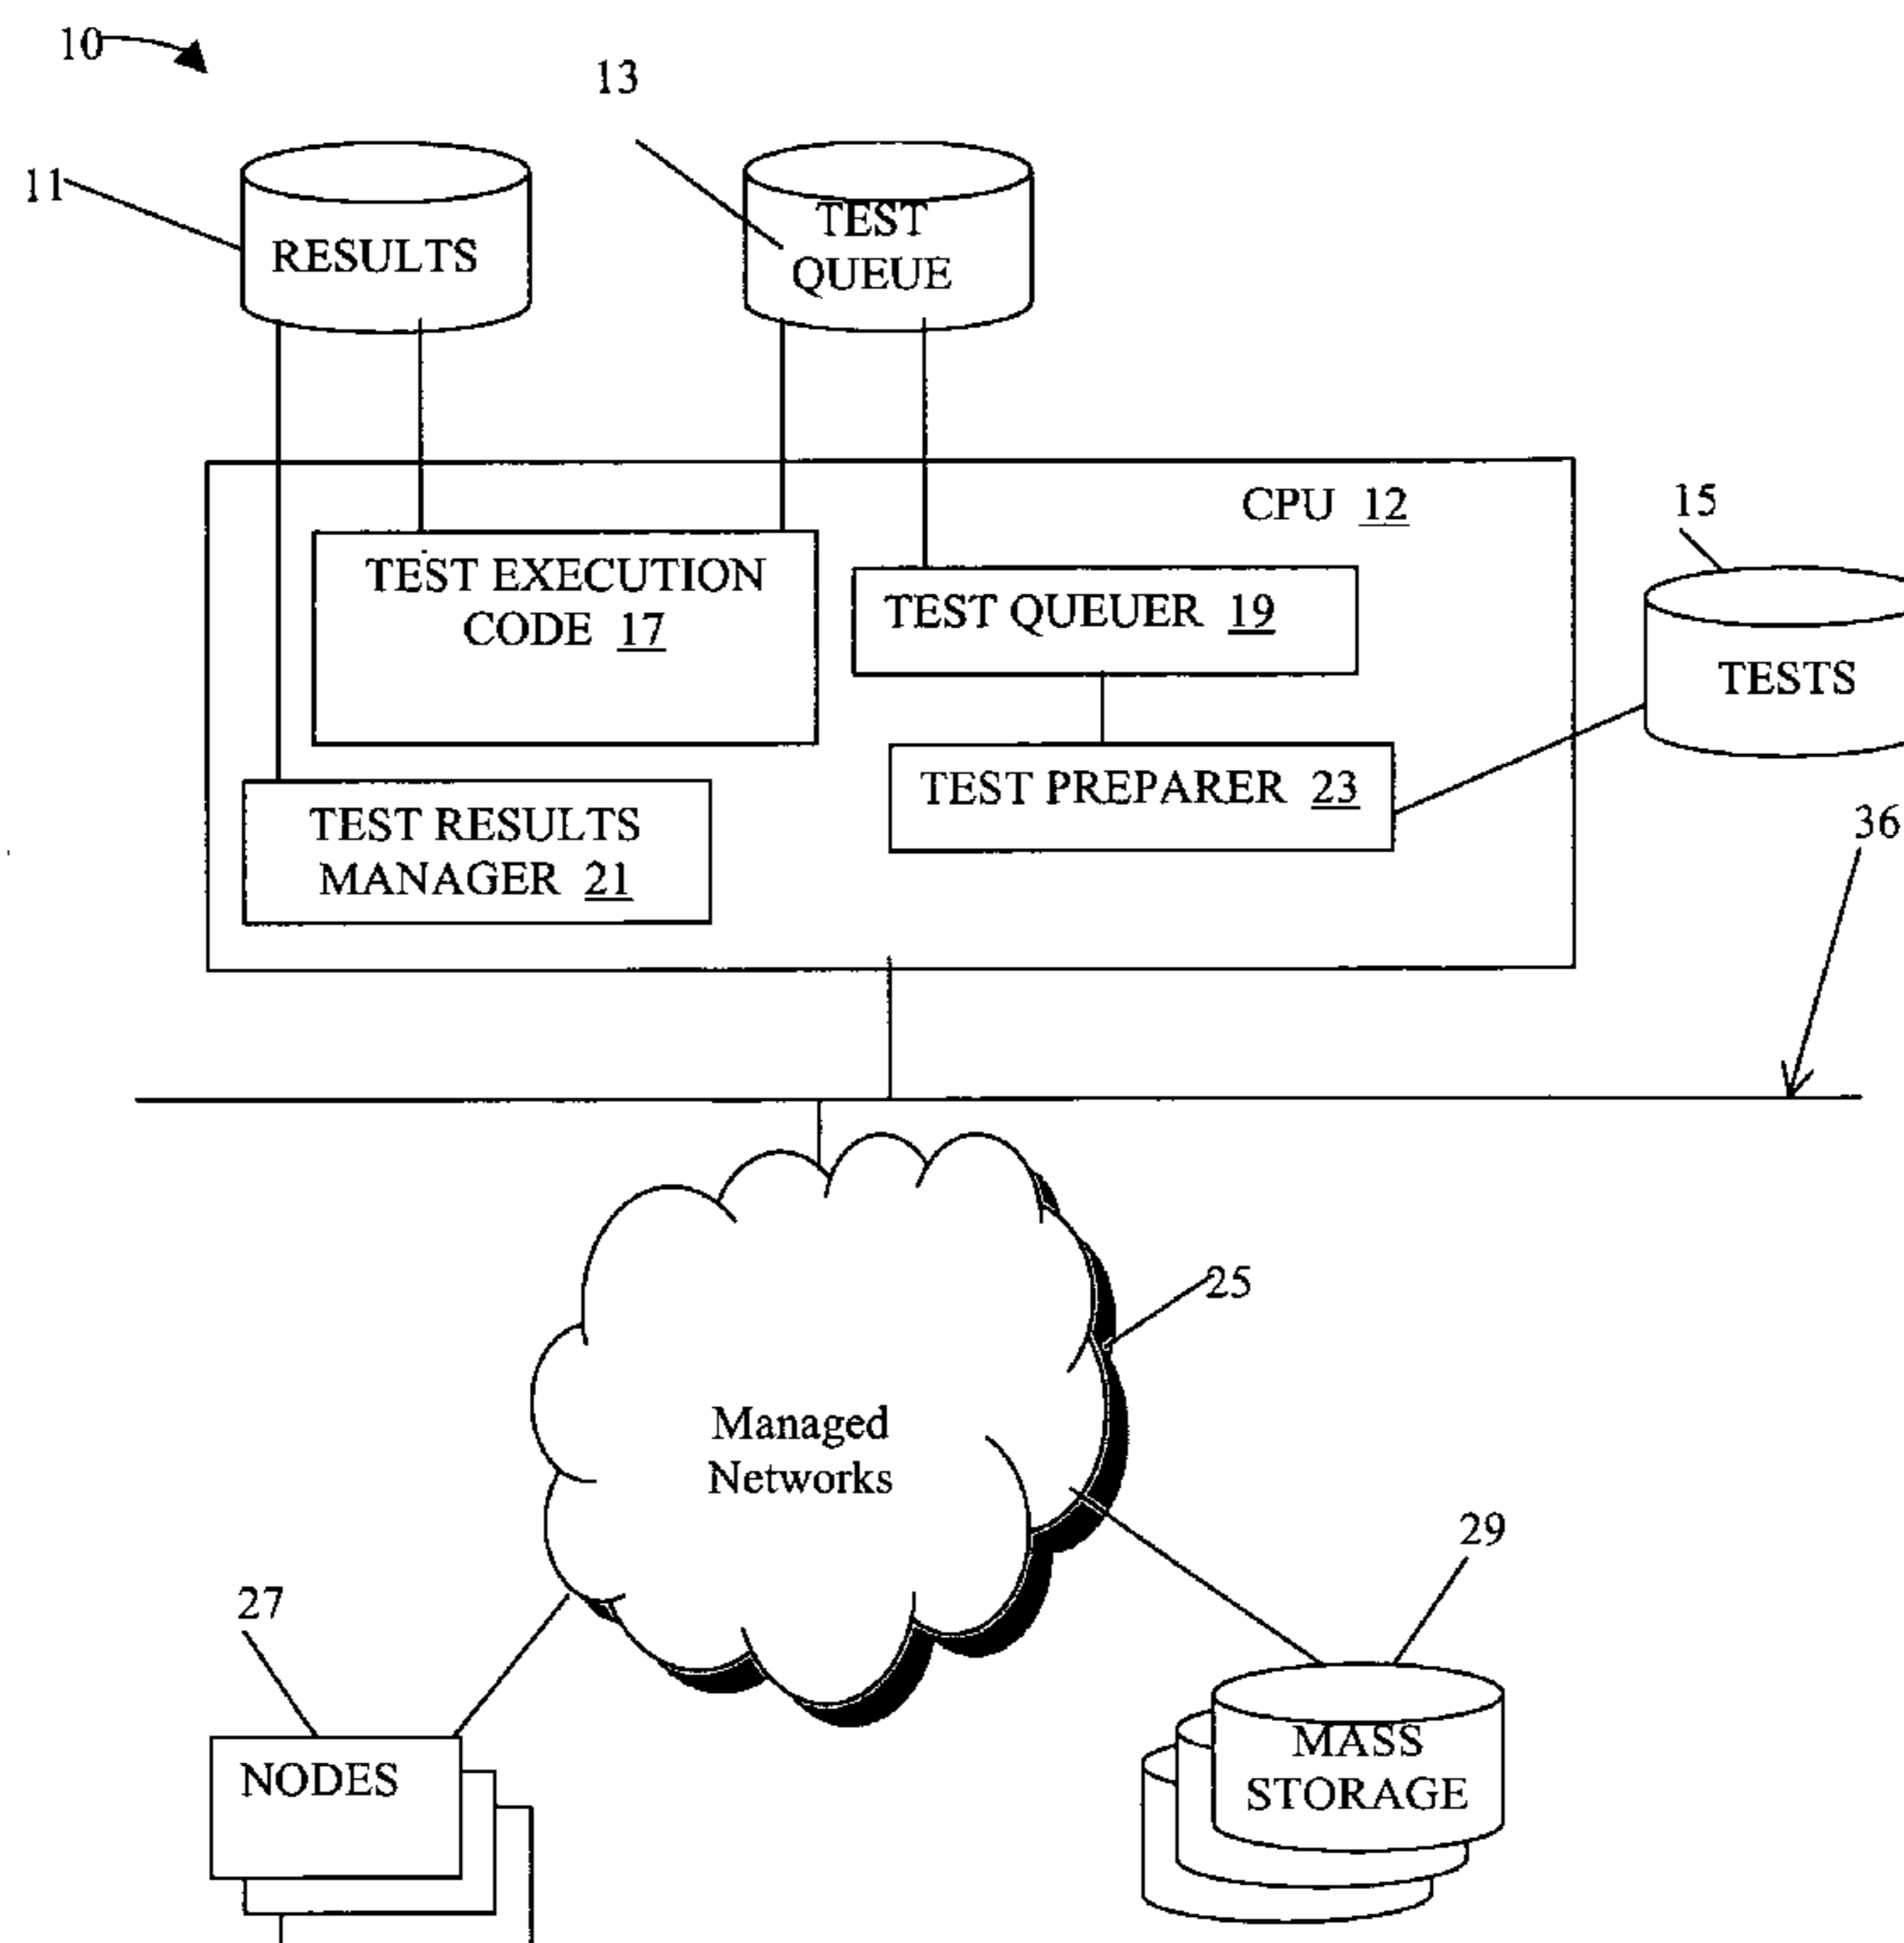 10
13
11
RESULTS
TEST
QUEUE
CPU 12
15
TEST EXECUTION
CODE 17
TEST QUEUER 19
TESTS
TEST PREPARER 23
TEST RESULTS
MANAGER 21
36
25
Managed
Networks
29
27
MASS
STORAGE
NODES